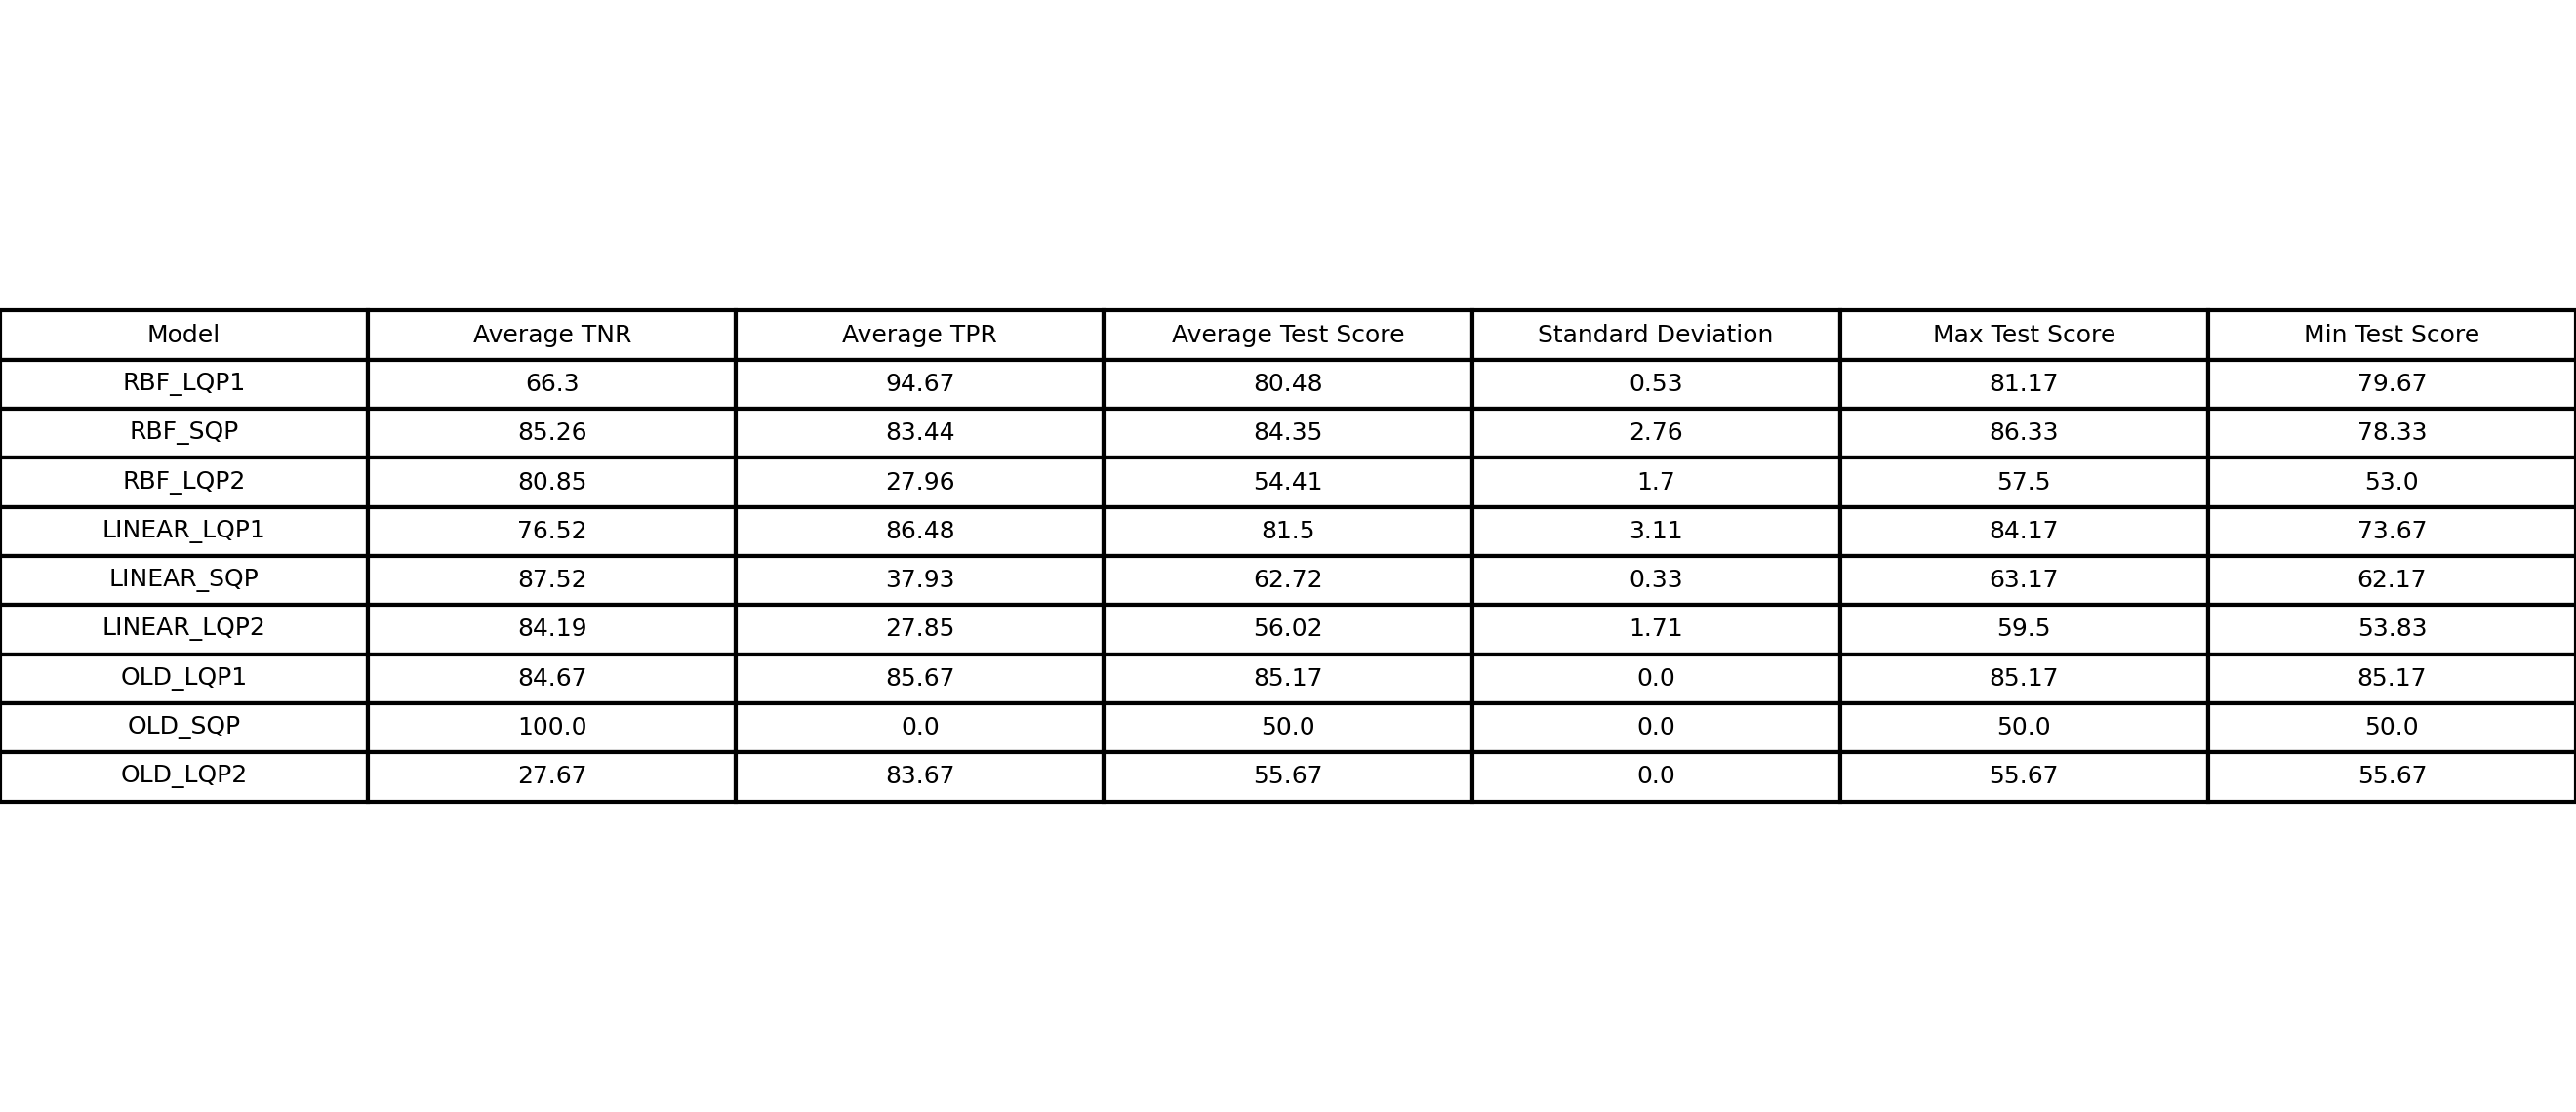 Model Average TNR Average TPR Average Test Score Standard Deviation Max Test Score Min Test Score
RBF_LQP1 66.3 94.67 80.48 0.53 81.17 79.67
RBF_SQP 85.26 83.44 84.35 2.76 86.33 78.33
RBF_LQP2 80.85 27.96 54.41 1.7 57.5 53.0
LINEAR_LQP1 76.52 86.48 81.5 3.11 84.17 73.67
LINEAR_SQP 87.52 37.93 62.72 0.33 63.17 62.17
LINEAR_LQP2 84.19 27.85 56.02 1.71 59.5 53.83
OLD_LQP1 84.67 85.67 85.17 0.0 85.17 85.17
OLD_SQP 100.0 0.0 50.0 0.0 50.0 50.0
OLD_LQP2 27.67 83.67 55.67 0.0 55.67 55.67